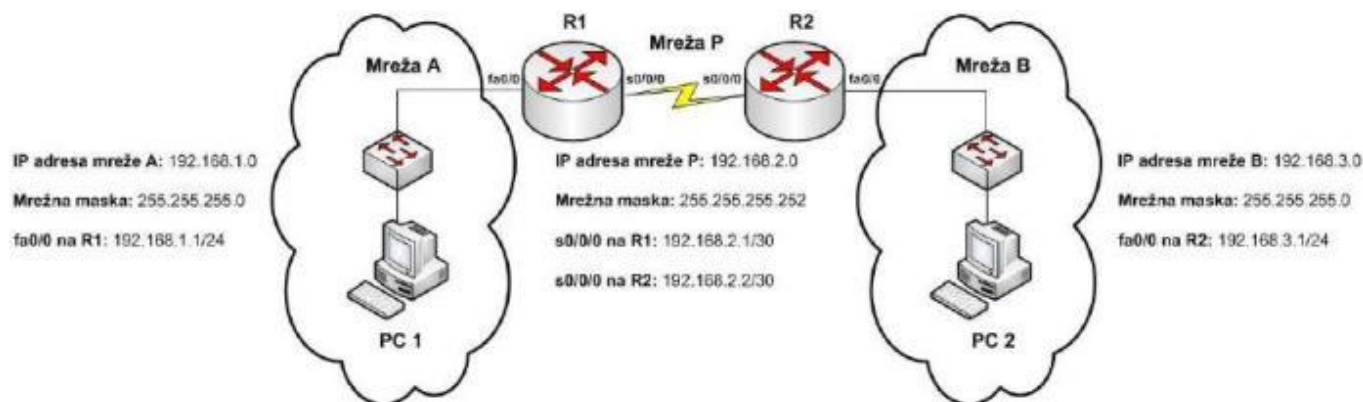 R1
R2
Mreža P
Mreža A
Mreža B
fa0/0
s0/0/0
s0/0/0
fa0/0
IP adresa mreže A: 192.168.1.0
Mrežna maska: 255.255.255.0
fa0/0 na R1: 192.168.1.1/24
IP adresa mreže P: 192.168.2.0
Mrežna maska: 255.255.255.252
s0/0/0 na R1: 192.168.2.1/30
s0/0/0 na R2: 192.168.2.2/30
IP adresa mreže B: 192.168.3.0
Mrežna maska: 255.255.255.0
fa0/0 na R2: 192.168.3.1/24
PC 1
PC 2